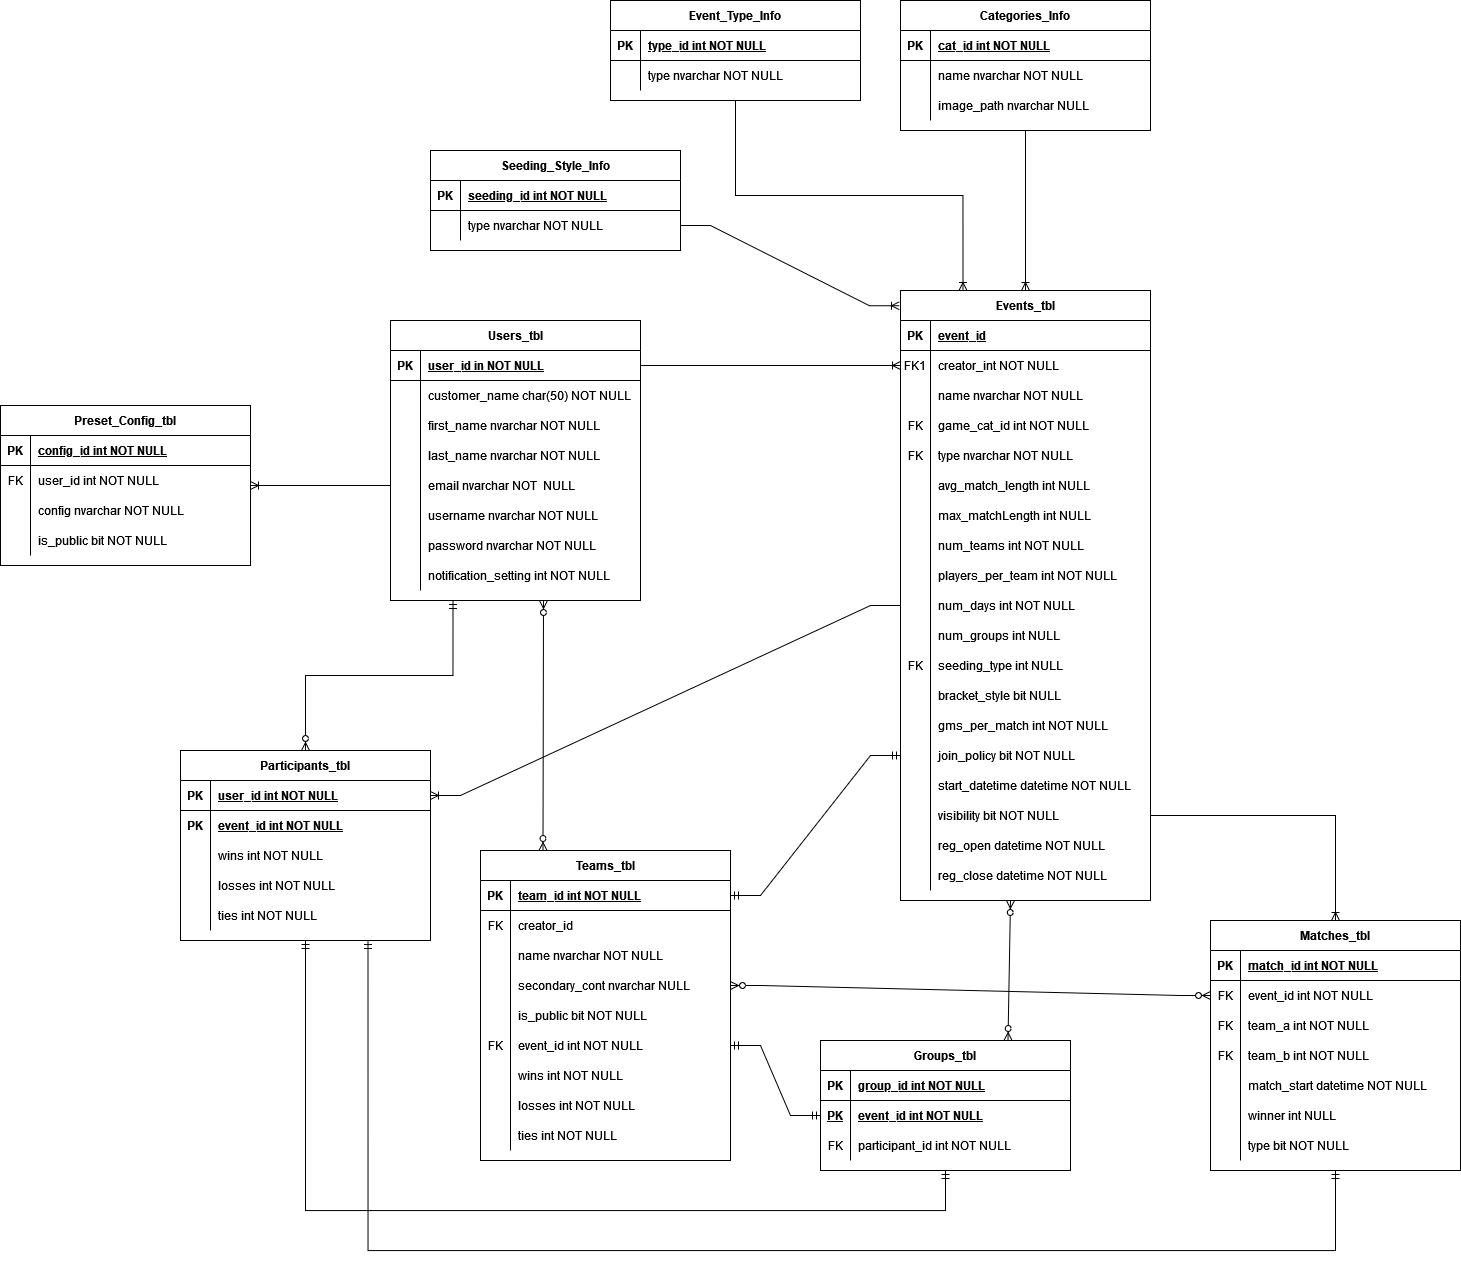 Event_Type_Info
PK type_id int NOT NULL
type nvarchar NOT NULL
Categories_Info
PK cat_id int NOT NULL
name nvarchar NOT NULL
image_path nvarchar NULL
Seeding_Style_Info
PK seeding_id int NOT NULL
type nvarchar NOT NULL
Events_tbl
PK event_id
FK1 creator_int NOT NULL
name nvarchar NOT NULL
FK game_cat_id int NOT NULL
FK type nvarchar NOT NULL
avg_match_length int NULL
max_matchLength int NULL
num_teams int NOT NULL
players_per_team int NOT NULL
num_days int NOT NULL
num_groups int NULL
FK seeding_type int NULL
bracket_style bit NULL
gms_per_match int NOT NULL
join_policy bit NOT NULL
start_datetime datetime NOT NULL
visibility bit NOT NULL
reg_open datetime NOT NULL
reg_close datetime NOT NULL
Users_tbl
PK user_id in NOT NULL
customer_name char(50) NOT NULL
first_name nvarchar NOT NULL
last_name nvarchar NOT NULL
email nvarchar NOT  NULL
username nvarchar NOT NULL
password nvarchar NOT NULL
notification_setting int NOT NULL
Preset_Config_tbl
PK config_id int NOT NULL
FK user_id int NOT NULL
config nvarchar NOT NULL
is_public bit NOT NULL
Participants_tbl
PK user_id int NOT NULL
PK event_id int NOT NULL
wins int NOT NULL
losses int NOT NULL
ties int NOT NULL
Teams_tbl
PK team_id int NOT NULL
FK creator_id
name nvarchar NOT NULL
secondary_cont nvarchar NULL
is_public bit NOT NULL
FK event_id int NOT NULL
wins int NOT NULL
losses int NOT NULL
ties int NOT NULL
Matches_tbl
PK match_id int NOT NULL
FK event_id int NOT NULL
FK team_a int NOT NULL
FK team_b int NOT NULL
match_start datetime NOT NULL
winner int NULL
type bit NOT NULL
Groups_tbl
PK group_id int NOT NULL
PK event_id int NOT NULL
FK participant_id int NOT NULL